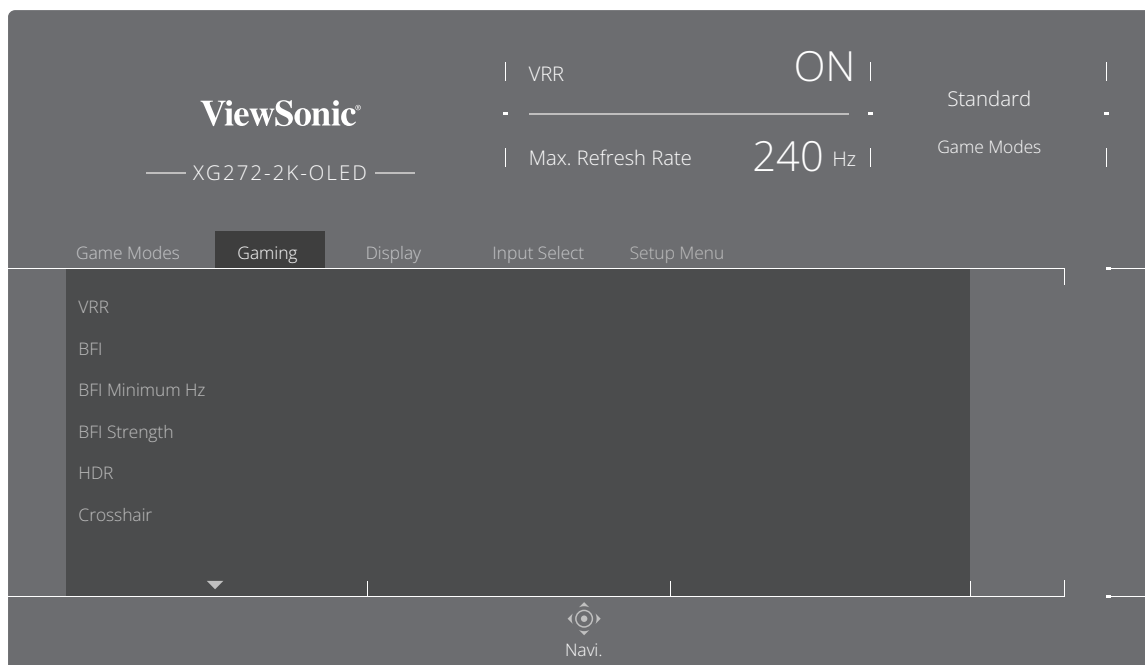 ViewSonic®
XG272-2K-OLED
VRR ON
Max. Refresh Rate 240 Hz
Standard
Game Modes
Game Modes Gaming Display Input Select Setup Menu
VRR
BFI
BFI Minimum Hz
BFI Strength
HDR
Crosshair
Navi.